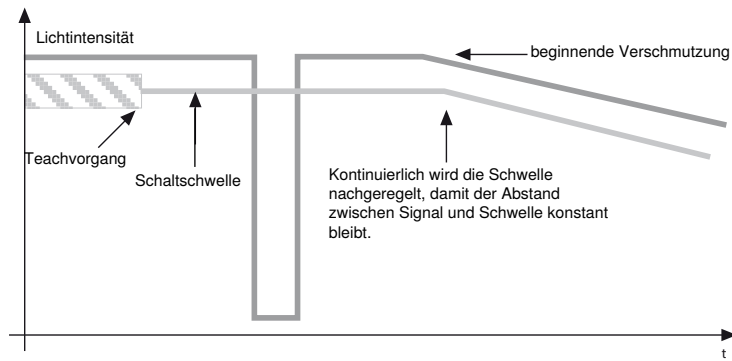 Lichtintensität
beginnende Verschmutzung
Teachvorgang
Schaltschwelle
Kontinuierlich wird die Schwelle
nachgeregelt, damit der Abstand
zwischen Signal und Schwelle konstant
bleibt.
t